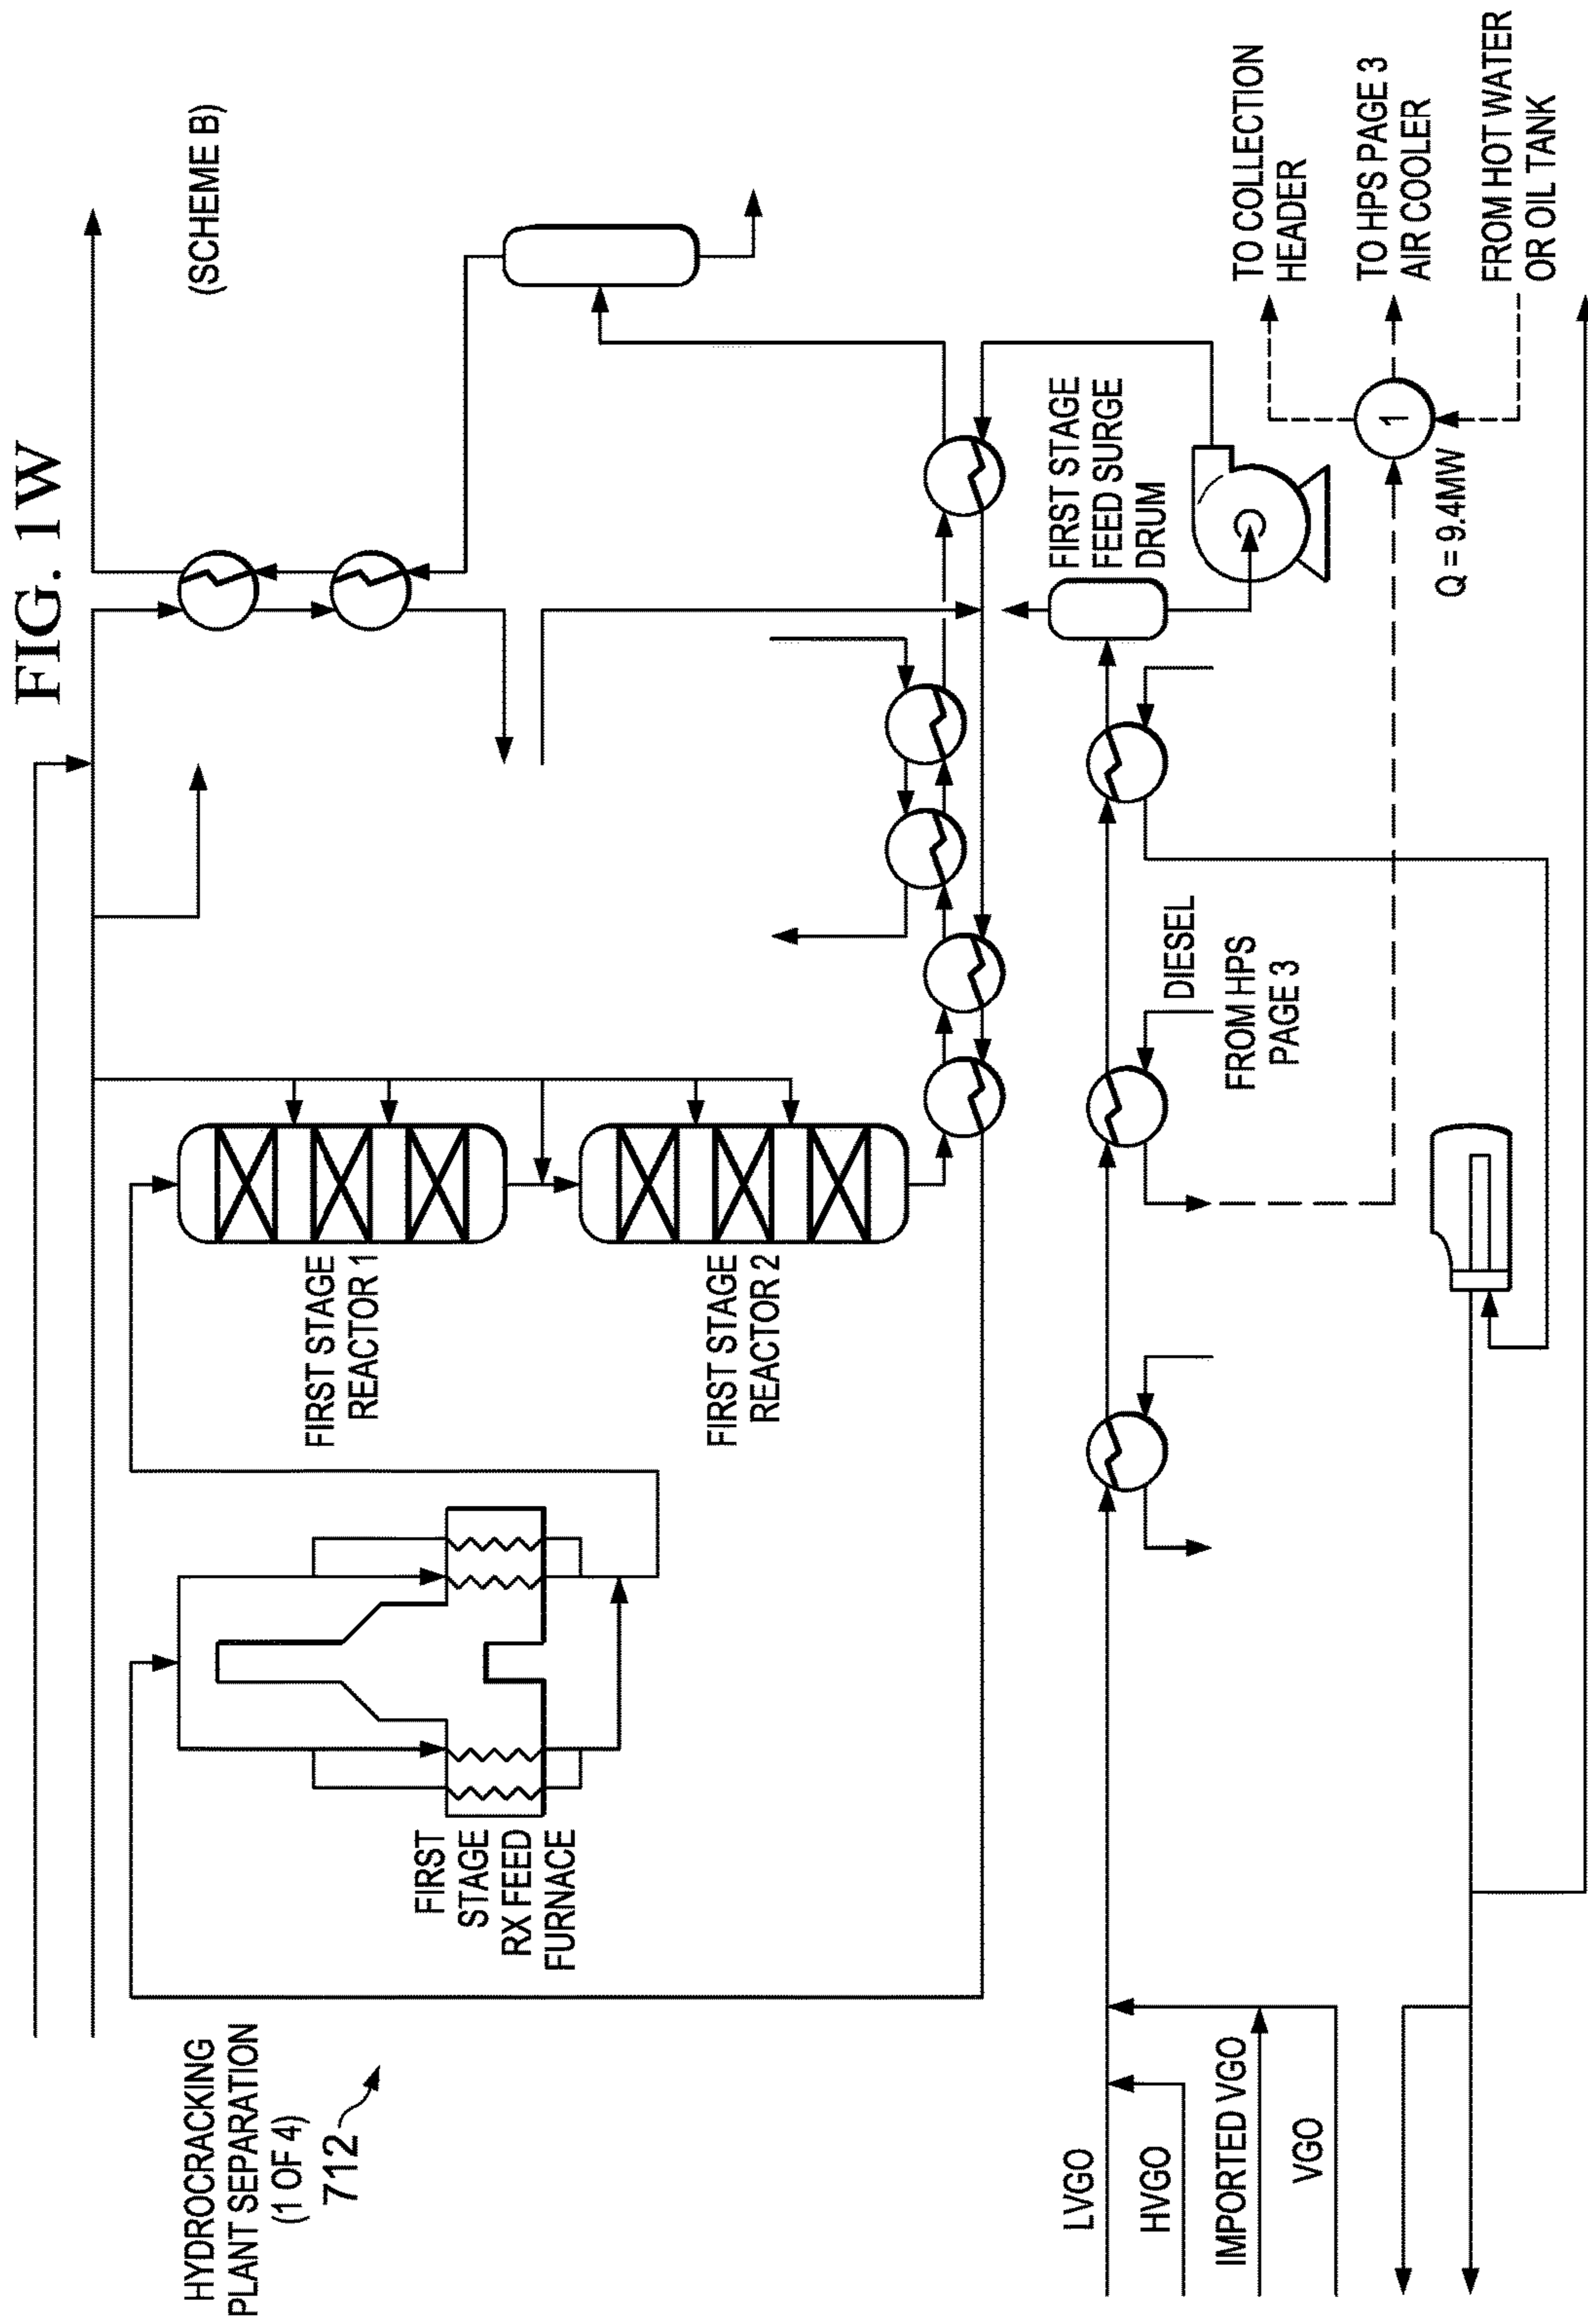 FIG. 1W
HYDROCRACKING
PLANT SEPARATION
(1 OF 4)
712
(SCHEME B)
FIRST
STAGE
RX FEED
FURNACE
FIRST STAGE
REACTOR 1
FIRST STAGE
REACTOR 2
FIRST STAGE
FEED SURGE
DRUM
LVGO
HVGO
IMPORTED VGO
VGO
DIESEL
FROM HPS
PAGE 3
Q = 9.4MW
1
TO COLLECTION
HEADER
TO HPS PAGE 3
AIR COOLER
FROM HOT WATER
OR OIL TANK